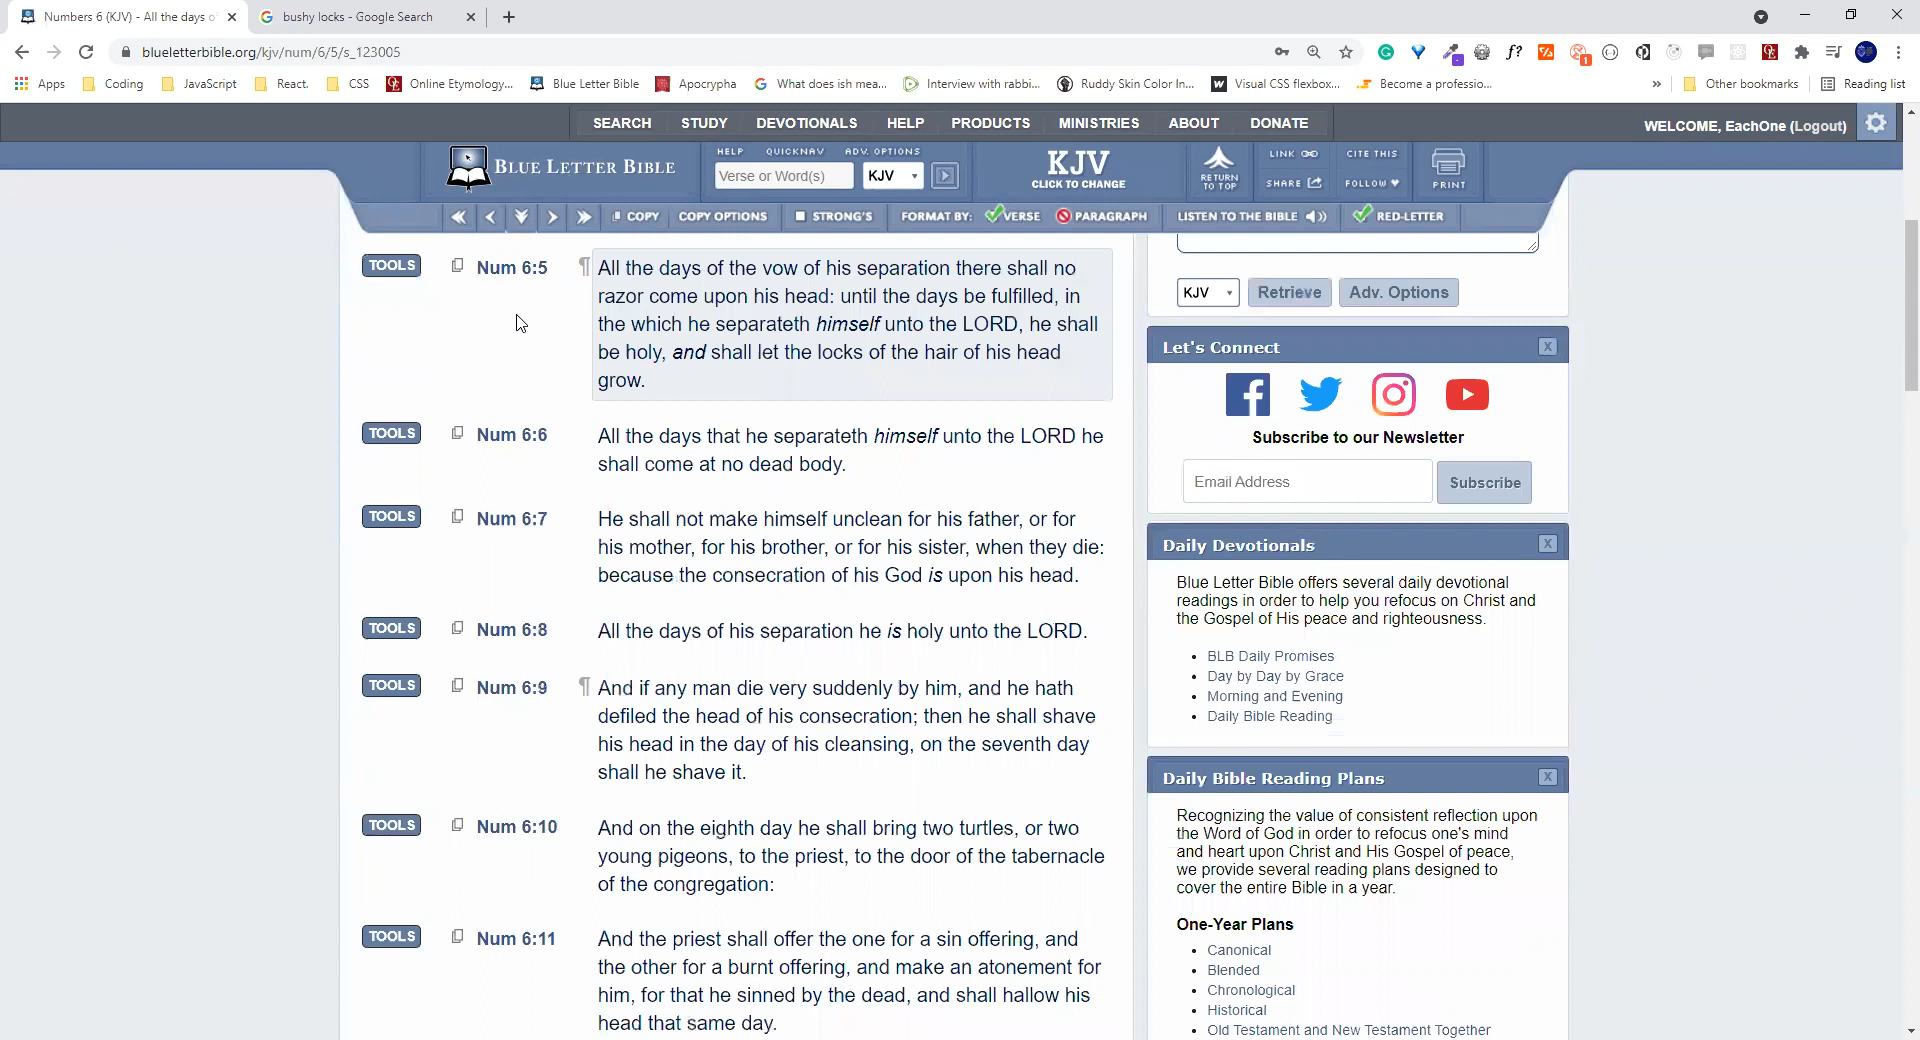 Numbers 6 (KJV) - All the days of
bushy locks - Google Search
blueletterbible.org/kjv/num/6/5/s_123005
Apps
Coding
JavaScript
React.
CSS
Online Etymology...
Blue Letter Bible
Apocrypha
What does ish mea...
Interview with rabbi...
Ruddy Skin Color In...
Visual CSS flexbox...
Become a professio...
»
Other bookmarks
Reading list
SEARCH
STUDY
DEVOTIONALS
HELP
PRODUCTS
MINISTRIES
ABOUT
DONATE
WELCOME, EachOne (Logout)
BLUE LETTER BIBLE
HELP
QUICKNAV
ADV. OPTIONS
Verse or Word(s)
KJV
KJV
CLICK TO CHANGE
RETURN
TO TOP
LINK
CITE THIS
SHARE
FOLLOW
PRINT
COPY
COPY OPTIONS
STRONG'S
FORMAT BY:
VERSE
PARAGRAPH
LISTEN TO THE BIBLE
RED-LETTER
TOOLS
Num 6:5
¶ All the days of the vow of his separation there shall no
razor come upon his head: until the days be fulfilled, in
the which he separateth himself unto the LORD, he shall
be holy, and shall let the locks of the hair of his head
grow.
TOOLS
Num 6:6
All the days that he separateth himself unto the LORD he
shall come at no dead body.
TOOLS
Num 6:7
He shall not make himself unclean for his father, or for
his mother, for his brother, or for his sister, when they die:
because the consecration of his God is upon his head.
TOOLS
Num 6:8
All the days of his separation he is holy unto the LORD.
TOOLS
Num 6:9
¶ And if any man die very suddenly by him, and he hath
defiled the head of his consecration; then he shall shave
his head in the day of his cleansing, on the seventh day
shall he shave it.
TOOLS
Num 6:10
And on the eighth day he shall bring two turtles, or two
young pigeons, to the priest, to the door of the tabernacle
of the congregation:
TOOLS
Num 6:11
And the priest shall offer the one for a sin offering, and
the other for a burnt offering, and make an atonement for
him, for that he sinned by the dead, and shall hallow his
head that same day.
KJV
Retrieve
Adv. Options
Let's Connect
X
Subscribe to our Newsletter
Email Address
Subscribe
Daily Devotionals
X
Blue Letter Bible offers several daily devotional
readings in order to help you refocus on Christ and
the Gospel of His peace and righteousness.
• BLB Daily Promises
• Day by Day by Grace
• Morning and Evening
• Daily Bible Reading
Daily Bible Reading Plans
X
Recognizing the value of consistent reflection upon
the Word of God in order to refocus one's mind
and heart upon Christ and His Gospel of peace,
we provide several reading plans designed to
cover the entire Bible in a year.
One-Year Plans
• Canonical
• Blended
• Chronological
• Historical
• Old Testament and New Testament Together